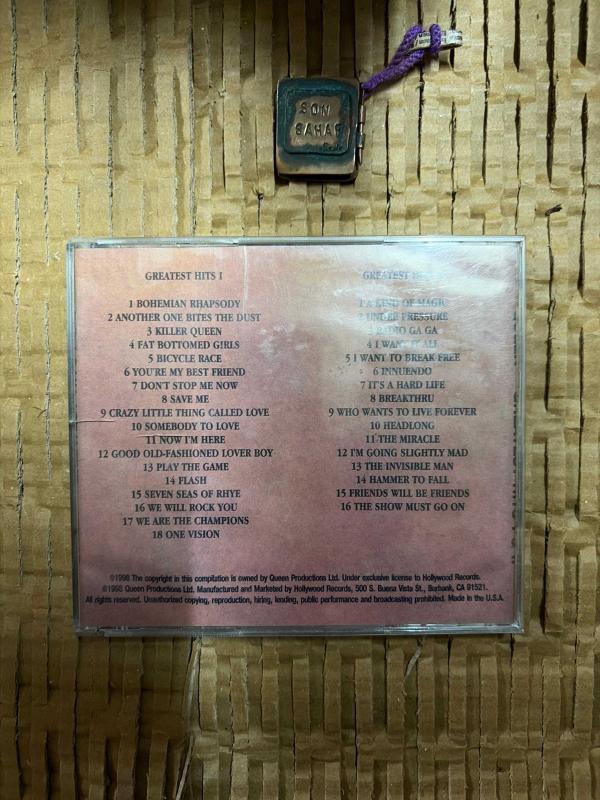 SON
SAHAF
GREATEST HITS I
1 BOHEMIAN RHAPSODY
2 ANOTHER ONE BITES THE DUST
3 KILLER QUEEN
4 FAT BOTTOMED GIRLS
5 BICYCLE RACE
6 YOU'RE MY BEST FRIEND
7 DON'T STOP ME NOW
8 SAVE ME
9 CRAZY LITTLE THING CALLED LOVE
10 SOMEBODY TO LOVE
11 NOW I'M HERE
12 GOOD OLD-FASHIONED LOVER BOY
13 PLAY THE GAME
14 FLASH
15 SEVEN SEAS OF RHYE
16 WE WILL ROCK YOU
17 WE ARE THE CHAMPIONS
18 ONE VISION
GREATEST
1 A KIND OF MAGIC
2 UNDER PRESSURE
3 RADIO GA GA
4 I WANT IT ALL
5 I WANT TO BREAK FREE
6 INNUENDO
7 IT'S A HARD LIFE
8 BREAKTHRU
9 WHO WANTS TO LIVE FOREVER
10 HEADLONG
11 THE MIRACLE
12 I'M GOING SLIGHTLY MAD
13 THE INVISIBLE MAN
14 HAMMER TO FALL
15 FRIENDS WILL BE FRIENDS
16 THE SHOW MUST GO ON
℗1998 The copyright in this compilation is owned by Queen Productions Ltd. Under exclusive license to Hollywood Records.
©1998 Queen Productions Ltd. Manufactured and Marketed by Hollywood Records, 500 S. Buena Vista St., Burbank, CA 91521.
All rights reserved. Unauthorized copying, reproduction, hiring, lending, public performance and broadcasting prohibited. Made in the U.S.A.